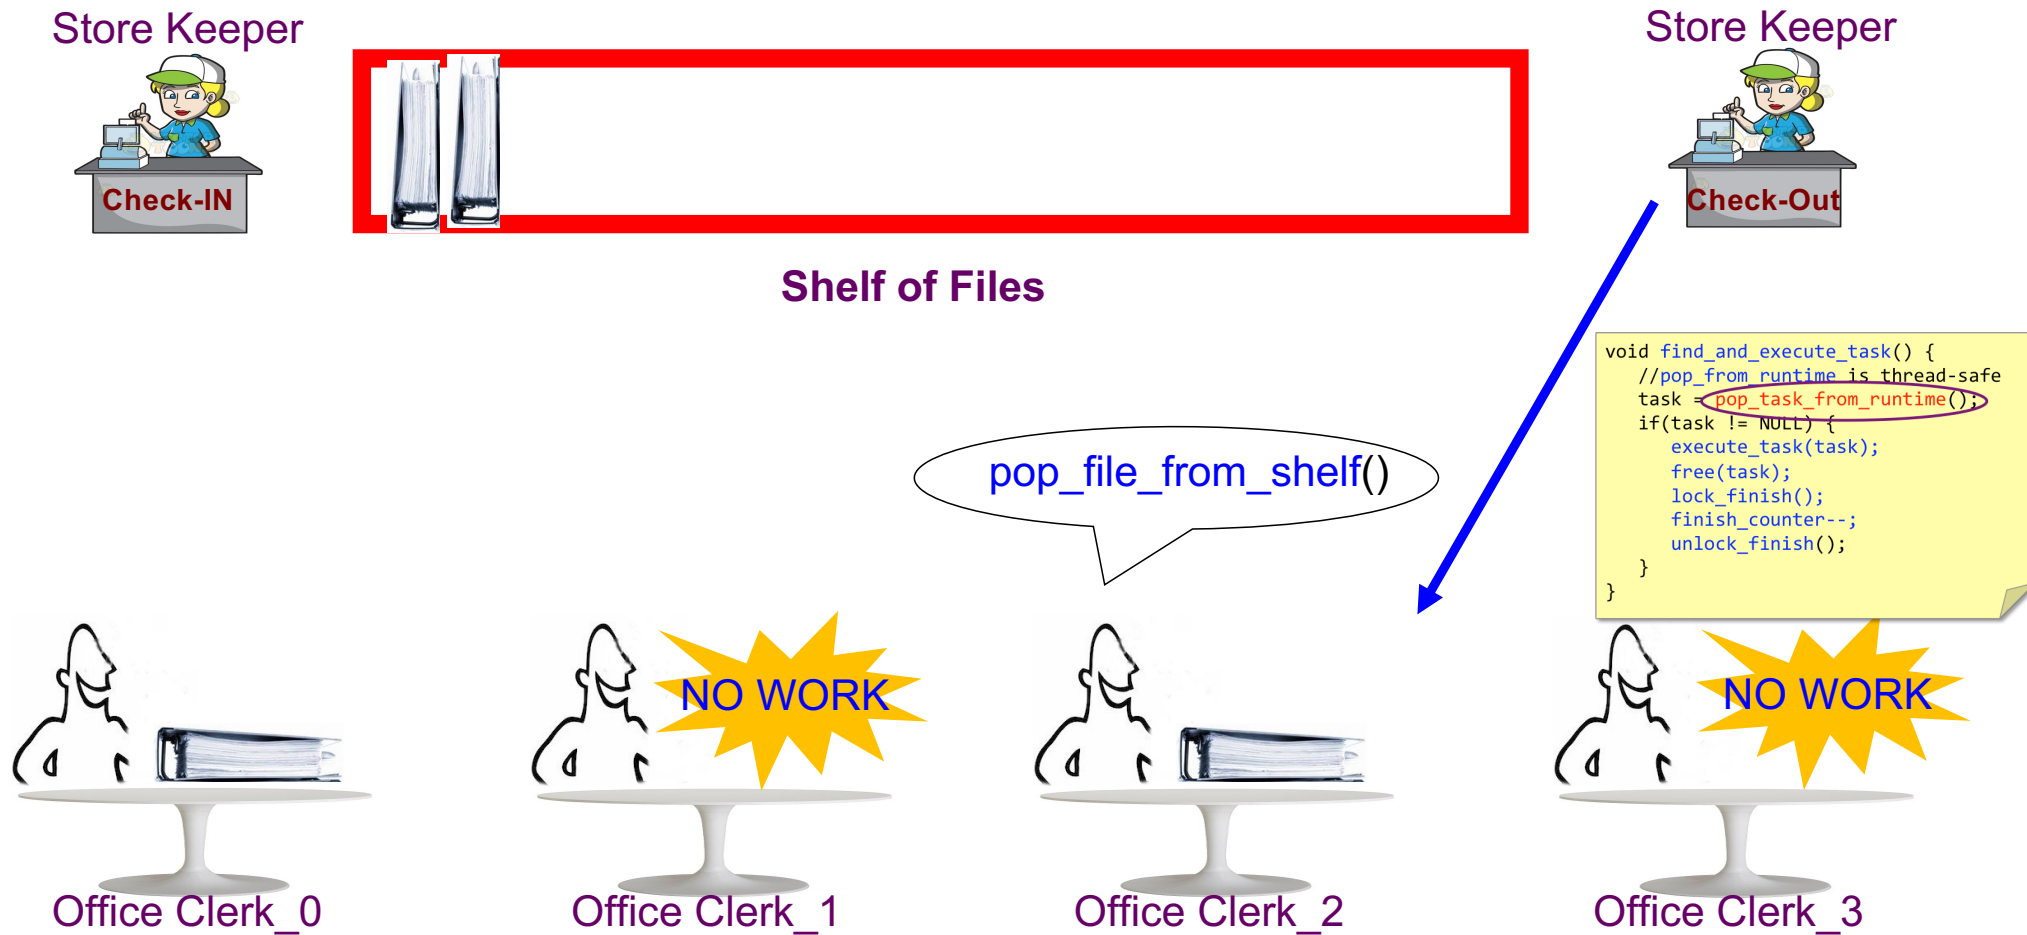 Store Keeper
Store Keeper
Check-IN
Check-Out
Shelf of Files
void find_and_execute_task() {
//pop_from_runtime is thread-safe
task = pop_task_from_runtime();
if(task != NULL) {
execute_task(task);
free(task);
lock_finish();
finish_counter--;
unlock_finish();
}
}
pop_file_from_shelf()
NO WORK
NO WORK
Office Clerk_0
Office Clerk_1
Office Clerk_2
Office Clerk_3